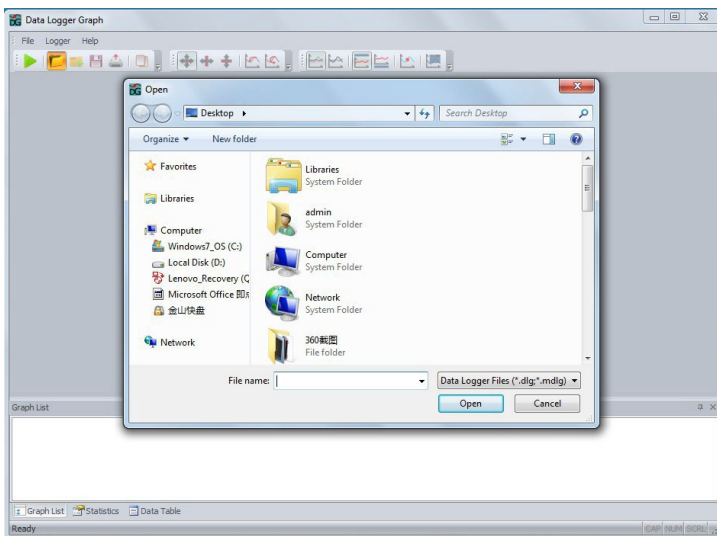 Data Logger Graph
File Logger Help
Open
Desktop
Search Desktop
Organize New folder
Favorites
Libraries
Computer
Windows7_OS (C:)
Local Disk (D:)
Lenovo_Recovery (Q
Microsoft Office
金山快盘
Network
Libraries
System Folder
admin
System Folder
Computer
System Folder
Network
System Folder
360截图
File folder
File name:
Data Logger Files (*.dlg;*.mdlg)
Open Cancel
Graph List
Graph List Statistics Data Table
Ready
CAP NUM SCRL